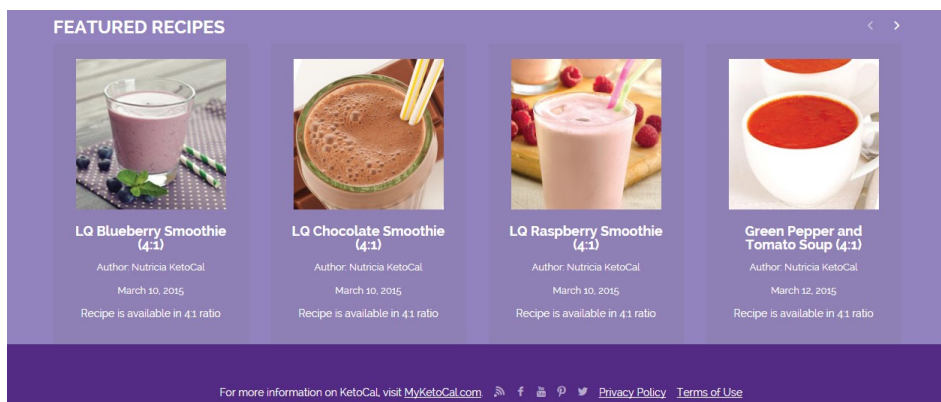 FEATURED RECIPES
LQ Blueberry Smoothie
(4:1)
Author: Nutricia KetoCal
March 10, 2015
Recipe is available in 4:1 ratio
LQ Chocolate Smoothie
(4:1)
Author: Nutricia KetoCal
March 10, 2015
Recipe is available in 4:1 ratio
LQ Raspberry Smoothie
(4:1)
Author: Nutricia KetoCal
March 10, 2015
Recipe is available in 4:1 ratio
Green Pepper and
Tomato Soup (4:1)
Author: Nutricia KetoCal
March 12, 2015
Recipe is available in 4:1 ratio
For more information on KetoCal, visit MyKetoCal.com. Privacy Policy Terms of Use